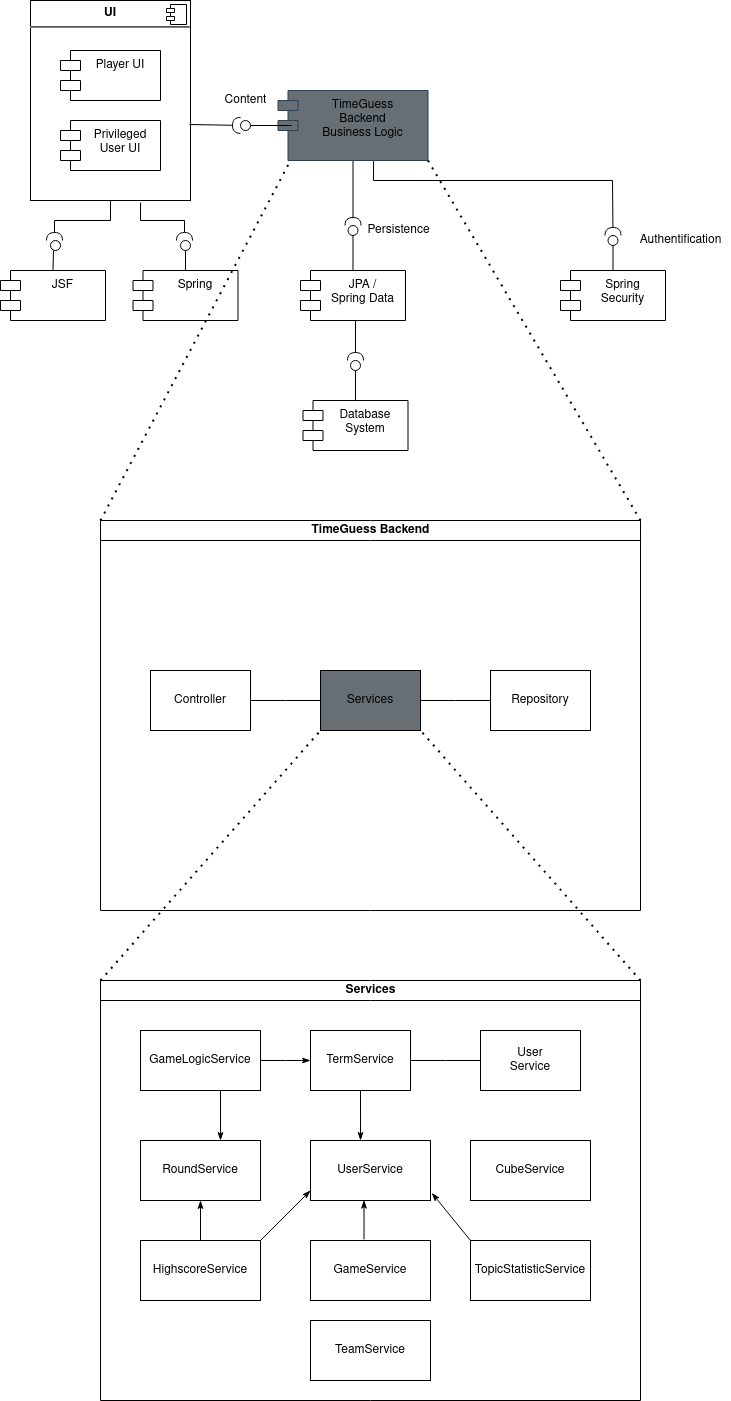 UI
Player UI
Privileged
User UI
Content
TimeGuess
Backend
Business Logic
Persistence
Authentification
JSF
Spring
JPA /
Spring Data
Spring
Security
Database
System
TimeGuess Backend
Controller
Services
Repository
Services
GameLogicService
TermService
User
Service
RoundService
UserService
CubeService
HighscoreService
GameService
TopicStatisticService
TeamService